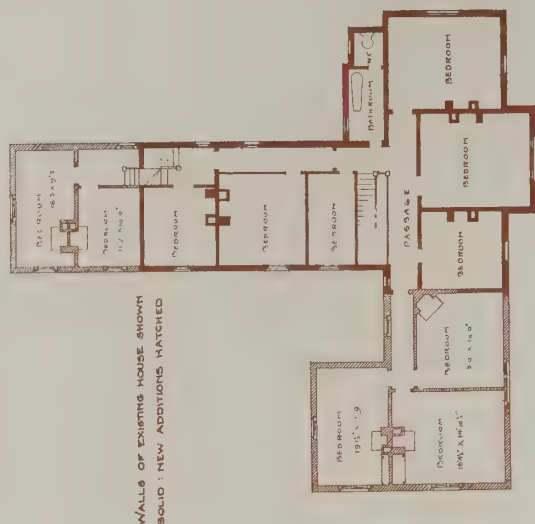 BEDROOM
BEDROOM
BEDROOM
BEDROOM
BEDROOM
BATHROOM
W.C.
BEDROOM
BEDROOM
BEDROOM
PASSAGE
BEDROOM
BEDROOM
BEDROOM
WALLS OF EXISTING HOUSE SHOWN
SOLID : NEW ADDITIONS HATCHED